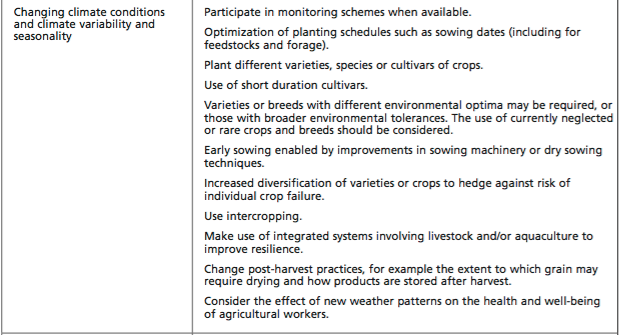 Changing climate conditions
and climate variability and
seasonality
Participate in monitoring schemes when available.
Optimization of planting schedules such as sowing dates (including for
feedstocks and forage).
Plant different varieties, species or cultivars of crops.
Use of short duration cultivars.
Varieties or breeds with different environmental optima may be required, or
those with broader environmental tolerances. The use of currently neglected
or rare crops and breeds should be considered.
Early sowing enabled by improvements in sowing machinery or dry sowing
techniques.
Increased diversification of varieties or crops to hedge against risk of
individual crop failure.
Use intercropping.
Make use of integrated systems involving livestock and/or aquaculture to
improve resilience.
Change post-harvest practices, for example the extent to which grain may
require drying and how products are stored after harvest.
Consider the effect of new weather patterns on the health and well-being
of agricultural workers.